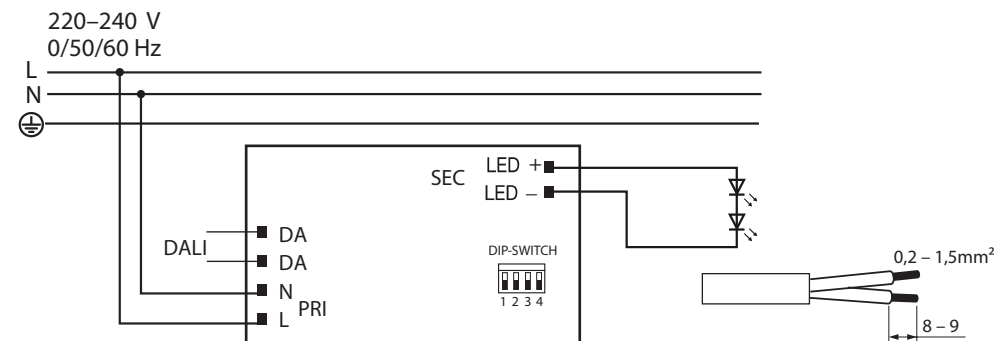 220–240 V
0/50/60 Hz
L
N
SEC
LED +
LED –
DALI
DA
DA
N
PRI
L
DIP-SWITCH
1 2 3 4
0,2 – 1,5mm²
8 – 9